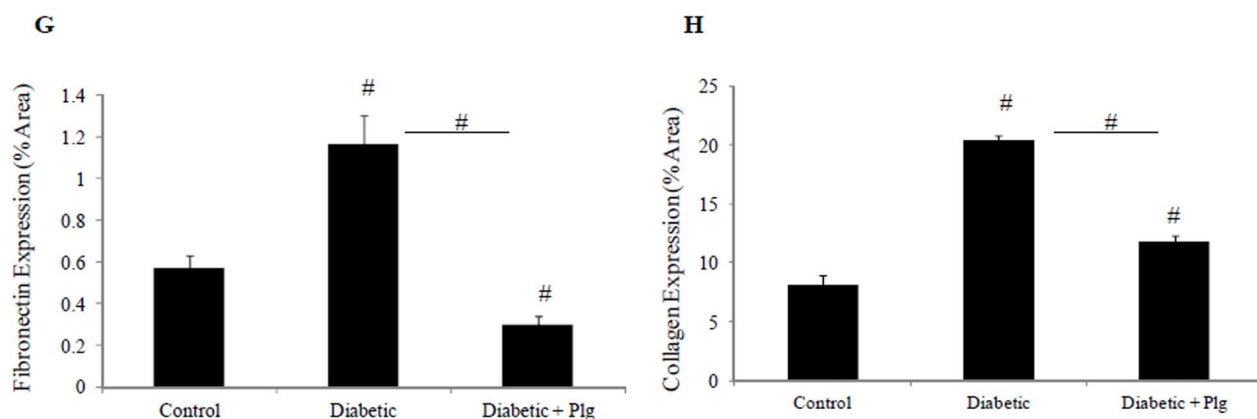 G
Fibronectin Expression (% Area)
1.4
1.2
1
0.8
0.6
0.4
0.2
0
#
#
#
Control
Diabetic
Diabetic + Plg
H
Collagen Expression (% Area)
25
20
15
10
5
0
#
#
#
Control
Diabetic
Diabetic + Plg